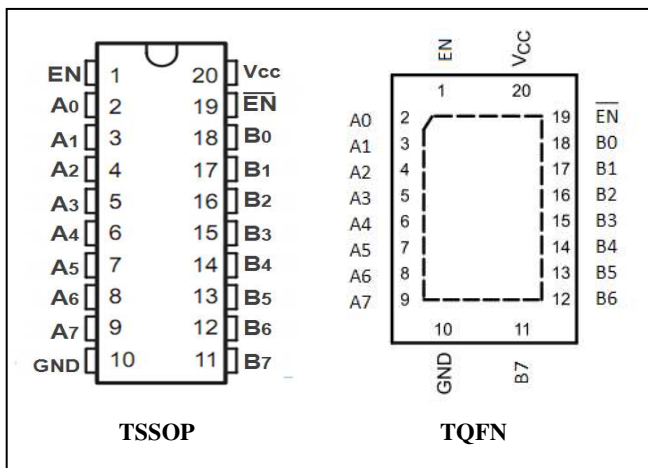 EN 1 20 Vcc
A0 2 19 E̅N̅
A1 3 18 B0
A2 4 17 B1
A3 5 16 B2
A4 6 15 B3
A5 7 14 B4
A6 8 13 B5
A7 9 12 B6
GND 10 11 B7
TSSOP
EN VCC
1 20
A0 2 19 E̅N̅
A1 3 18 B0
A2 4 17 B1
A3 5 16 B2
A4 6 15 B3
A5 7 14 B4
A6 8 13 B5
A7 9 12 B6
10 11
GND B7
TQFN